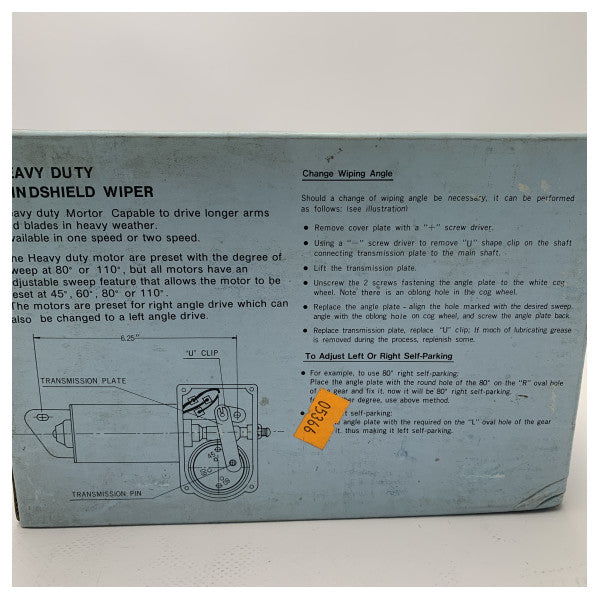 EAVY DUTY
INDSHIELD WIPER
eavy duty Mortor Capable to drive longer arms
d blades in heavy weather.
vailable in one speed or two speed.
he Heavy duty motor are preset with the degree of
weep at 80° or 110°, but all motors have an
djustable sweep feature that allows the motor to be
eset at 45°, 60°, 80° or 110°.
The motors are preset for right angle drive which can
also be changed to a left angle drive.
6.25"
"U" CLIP
TRANSMISSION PLATE
TRANSMISSION PIN
Change Wiping Angle
Should a change of wiping angle be necessary, it can be performed
as follows: (see illustration)
• Remove cover plate with a "+" screw driver.
• Using a "−" screw driver to remove "U" shape clip on the shaft
connecting transmission plate to the main shaft.
• Lift the transmission plate.
• Unscrew the 2 screws fastening the angle plate to the white cog
wheel. Note there is an oblong hole in the cog wheel.
• Replace the angle plate - align the hole marked with the desired sweep
angle with the oblong hole on cog wheel, and screw the angle plate back.
• Replace transmission plate, replace "U" clip; If moch of lubricating grease
is removed during the process, replenish some.
To Adjust Left Or Right Self-Parking
• For example, to use 80° right self-parking:
Place the angle plate with the round hole of the 80° on the "R" oval hole
of the gear and fix it. now it will be 80° right self-parking.
er degree, use above method.
t self-parking:
angle plate with the required on the "L" oval hole of the gear
it. thus making it left self-parking.
05366